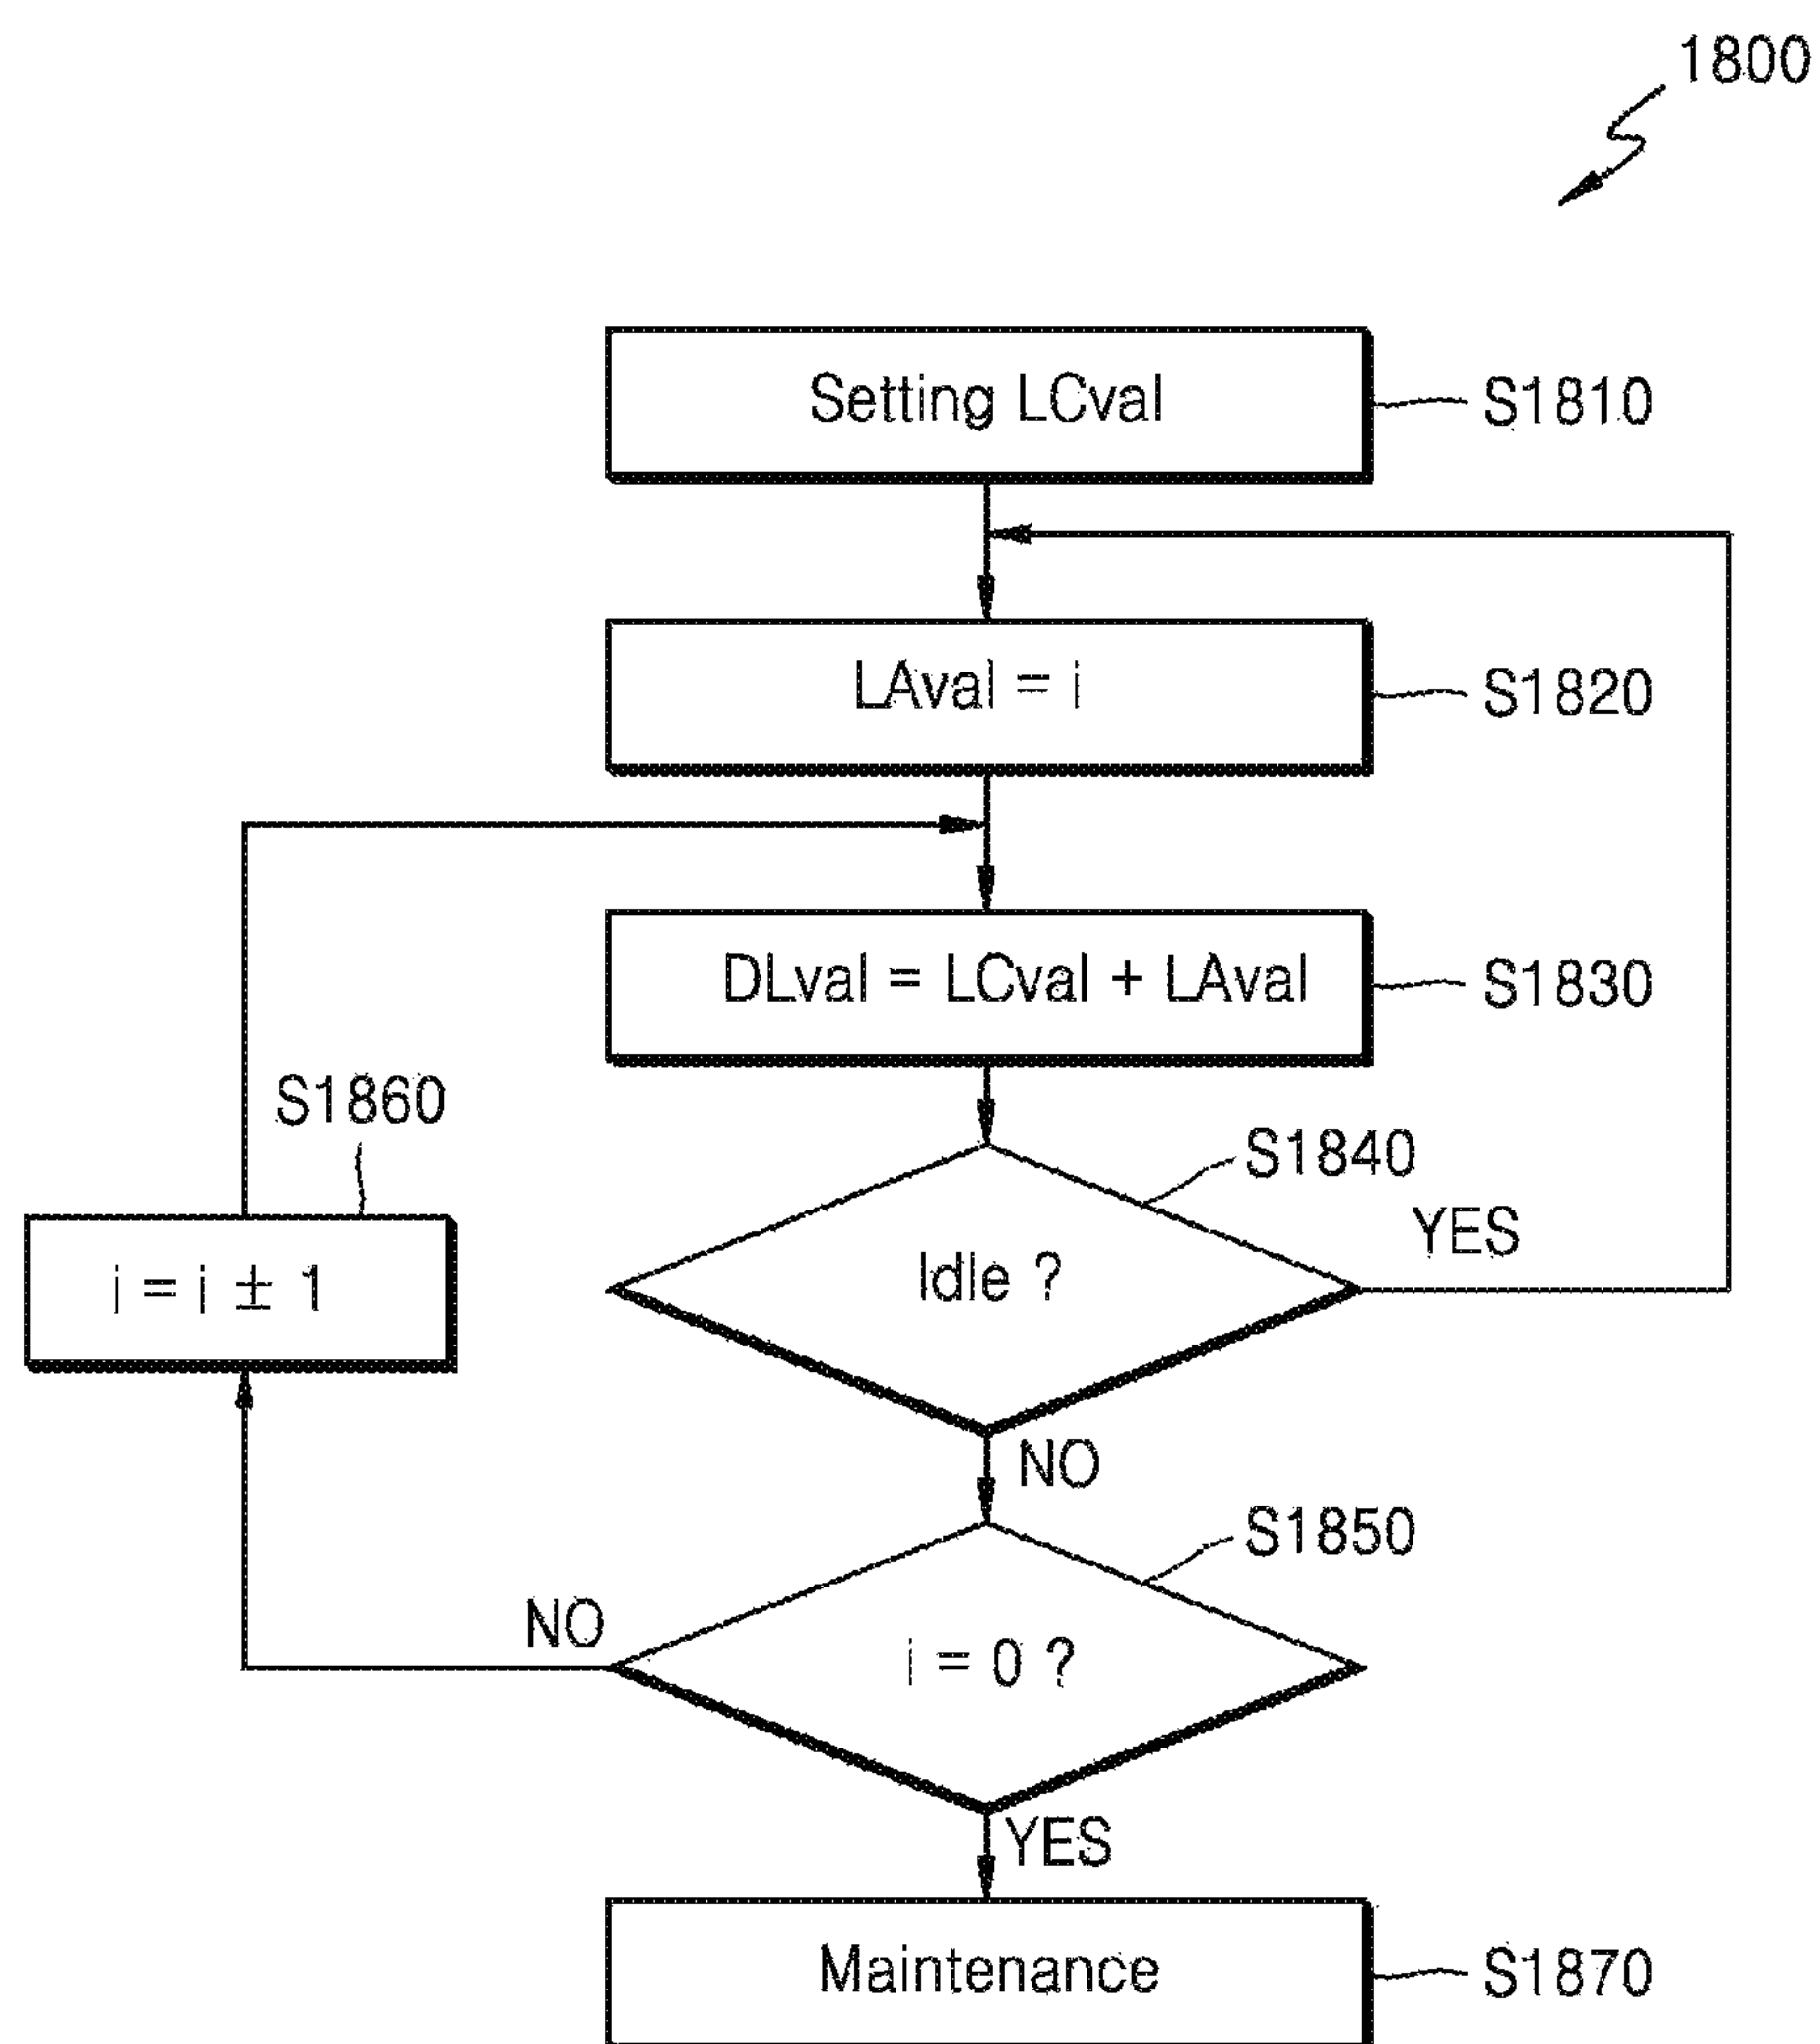 1800
Setting LCval
S1810
LAval = i
S1820
DLval = LCval + LAval
S1830
S1860
S1840
i = i ± 1
Idle ?
YES
NO
S1850
NO
i = 0 ?
YES
Maintenance
S1870